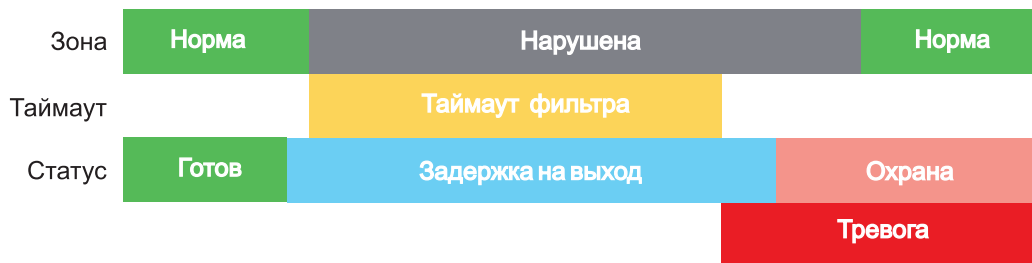 Зона Норма Нарушена Норма
Таймаут Таймаут фильтра
Статус Готов Задержка на выход Охрана
Тревога